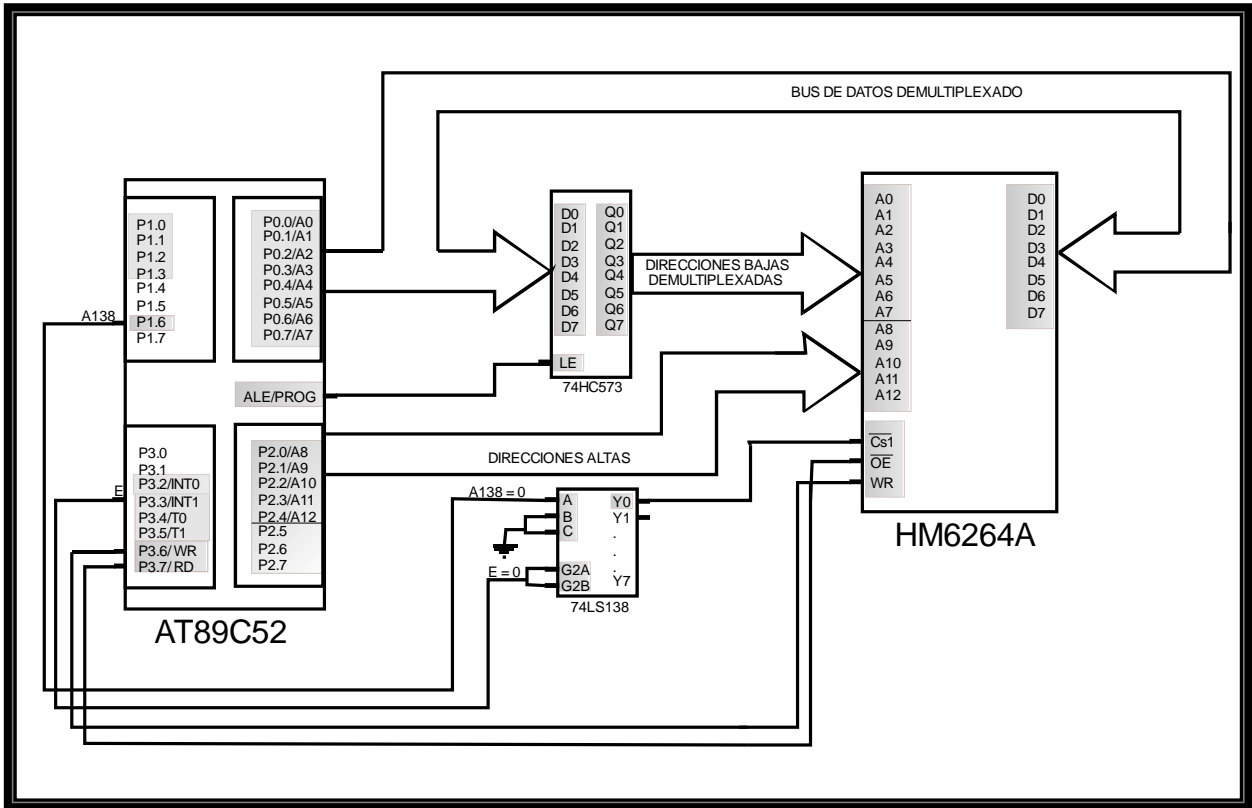 BUS DE DATOS DEMULTIPLEXADO
P1.0
P1.1
P1.2
P1.3
P1.4
P1.5
P1.6
P1.7
A138
P0.0/A0
P0.1/A1
P0.2/A2
P0.3/A3
P0.4/A4
P0.5/A5
P0.6/A6
P0.7/A7
ALE/PROG
P3.0
P3.1
P3.2/INT0
P3.3/INT1
P3.4/T0
P3.5/T1
P3.6/ WR
P3.7/ RD
E
P2.0/A8
P2.1/A9
P2.2/A10
P2.3/A11
P2.4/A12
P2.5
P2.6
P2.7
AT89C52
D0
D1
D2
D3
D4
D5
D6
D7
Q0
Q1
Q2
Q3
Q4
Q5
Q6
Q7
LE
74HC573
DIRECCIONES BAJAS
DEMULTIPLEXADAS
DIRECCIONES ALTAS
A138 = 0
E = 0
A
B
C
G2A
G2B
Y0
Y1
.
.
.
Y7
74LS138
A0
A1
A2
A3
A4
A5
A6
A7
A8
A9
A10
A11
A12
Cs1
OE
WR
D0
D1
D2
D3
D4
D5
D6
D7
HM6264A